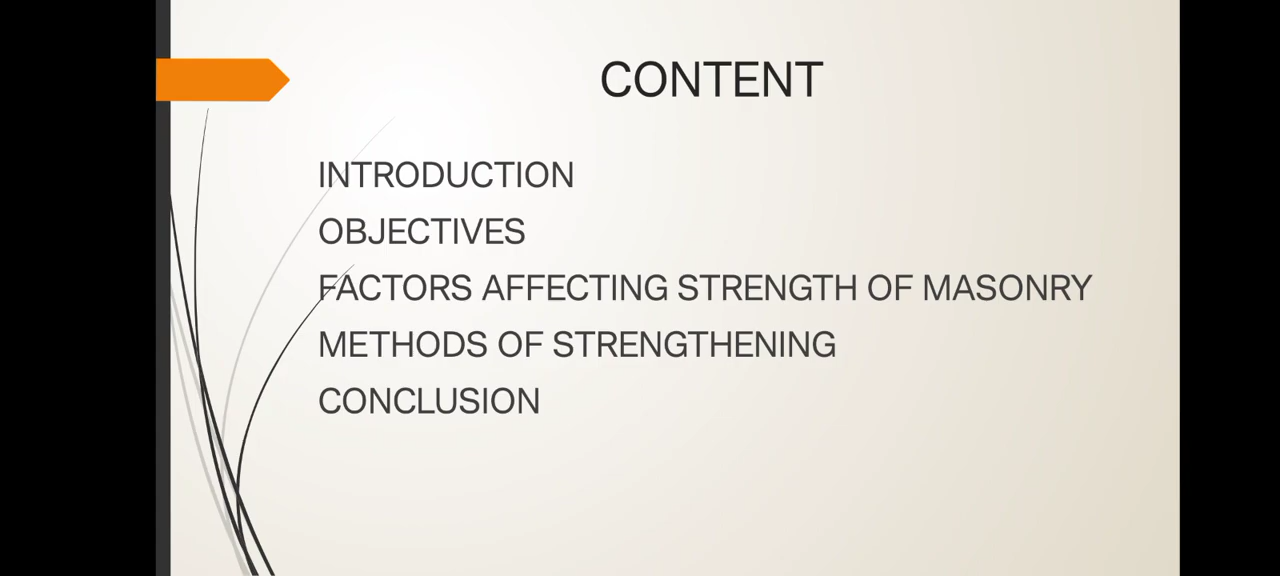 CONTENT
INTRODUCTION
OBJECTIVES
FACTORS AFFECTING STRENGTH OF MASONRY
METHODS OF STRENGTHENING
CONCLUSION